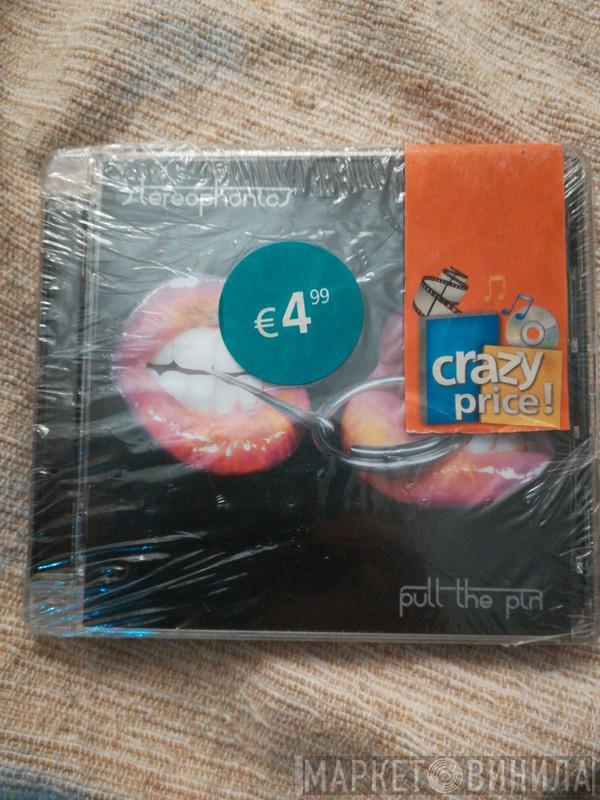 stereophonics
€4 99
crazy
price!
pull the pin
МАРКЕТ ВИНИЛА